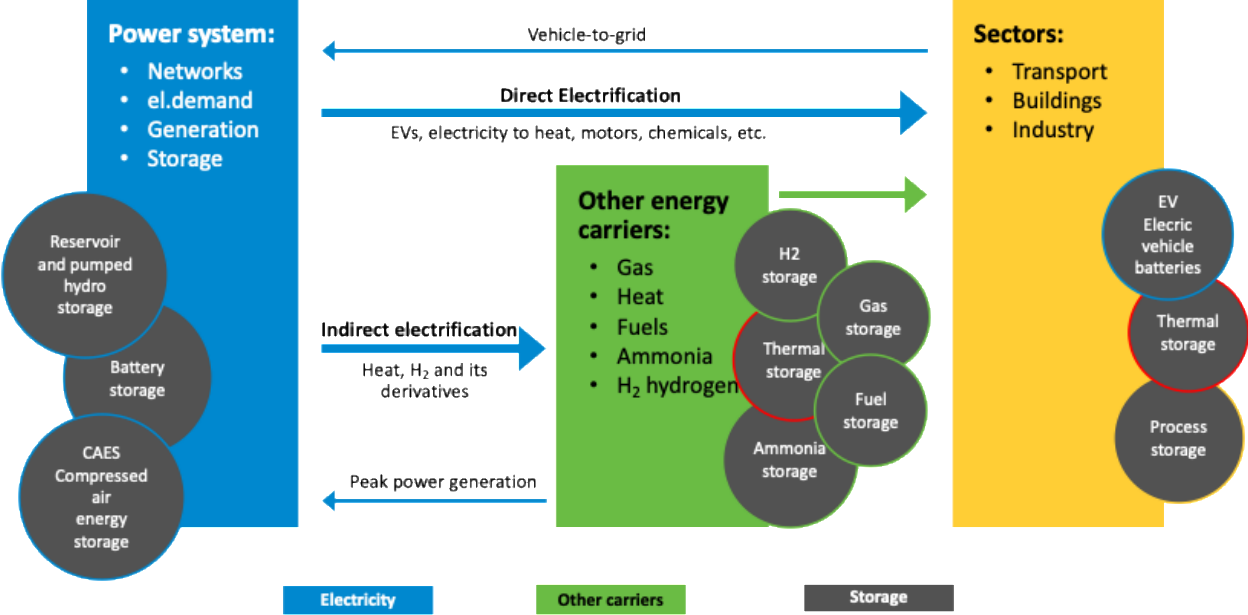 Power system:
• Networks
• el.demand
• Generation
• Storage
Reservoir
and pumped
hydro
storage
Battery
storage
CAES
Compressed
air
energy
storage
Vehicle-to-grid
Direct Electrification
EVs, electricity to heat, motors, chemicals, etc.
Indirect electrification
Heat, H₂ and its
derivatives
Peak power generation
Other energy
carriers:
• Gas
• Heat
• Fuels
• Ammonia
• H₂ hydrogen
H2
storage
Gas
storage
Thermal
storage
Fuel
storage
Ammonia
storage
Sectors:
• Transport
• Buildings
• Industry
EV
Elecric
vehicle
batteries
Thermal
storage
Process
storage
Electricity
Other carriers
Storage